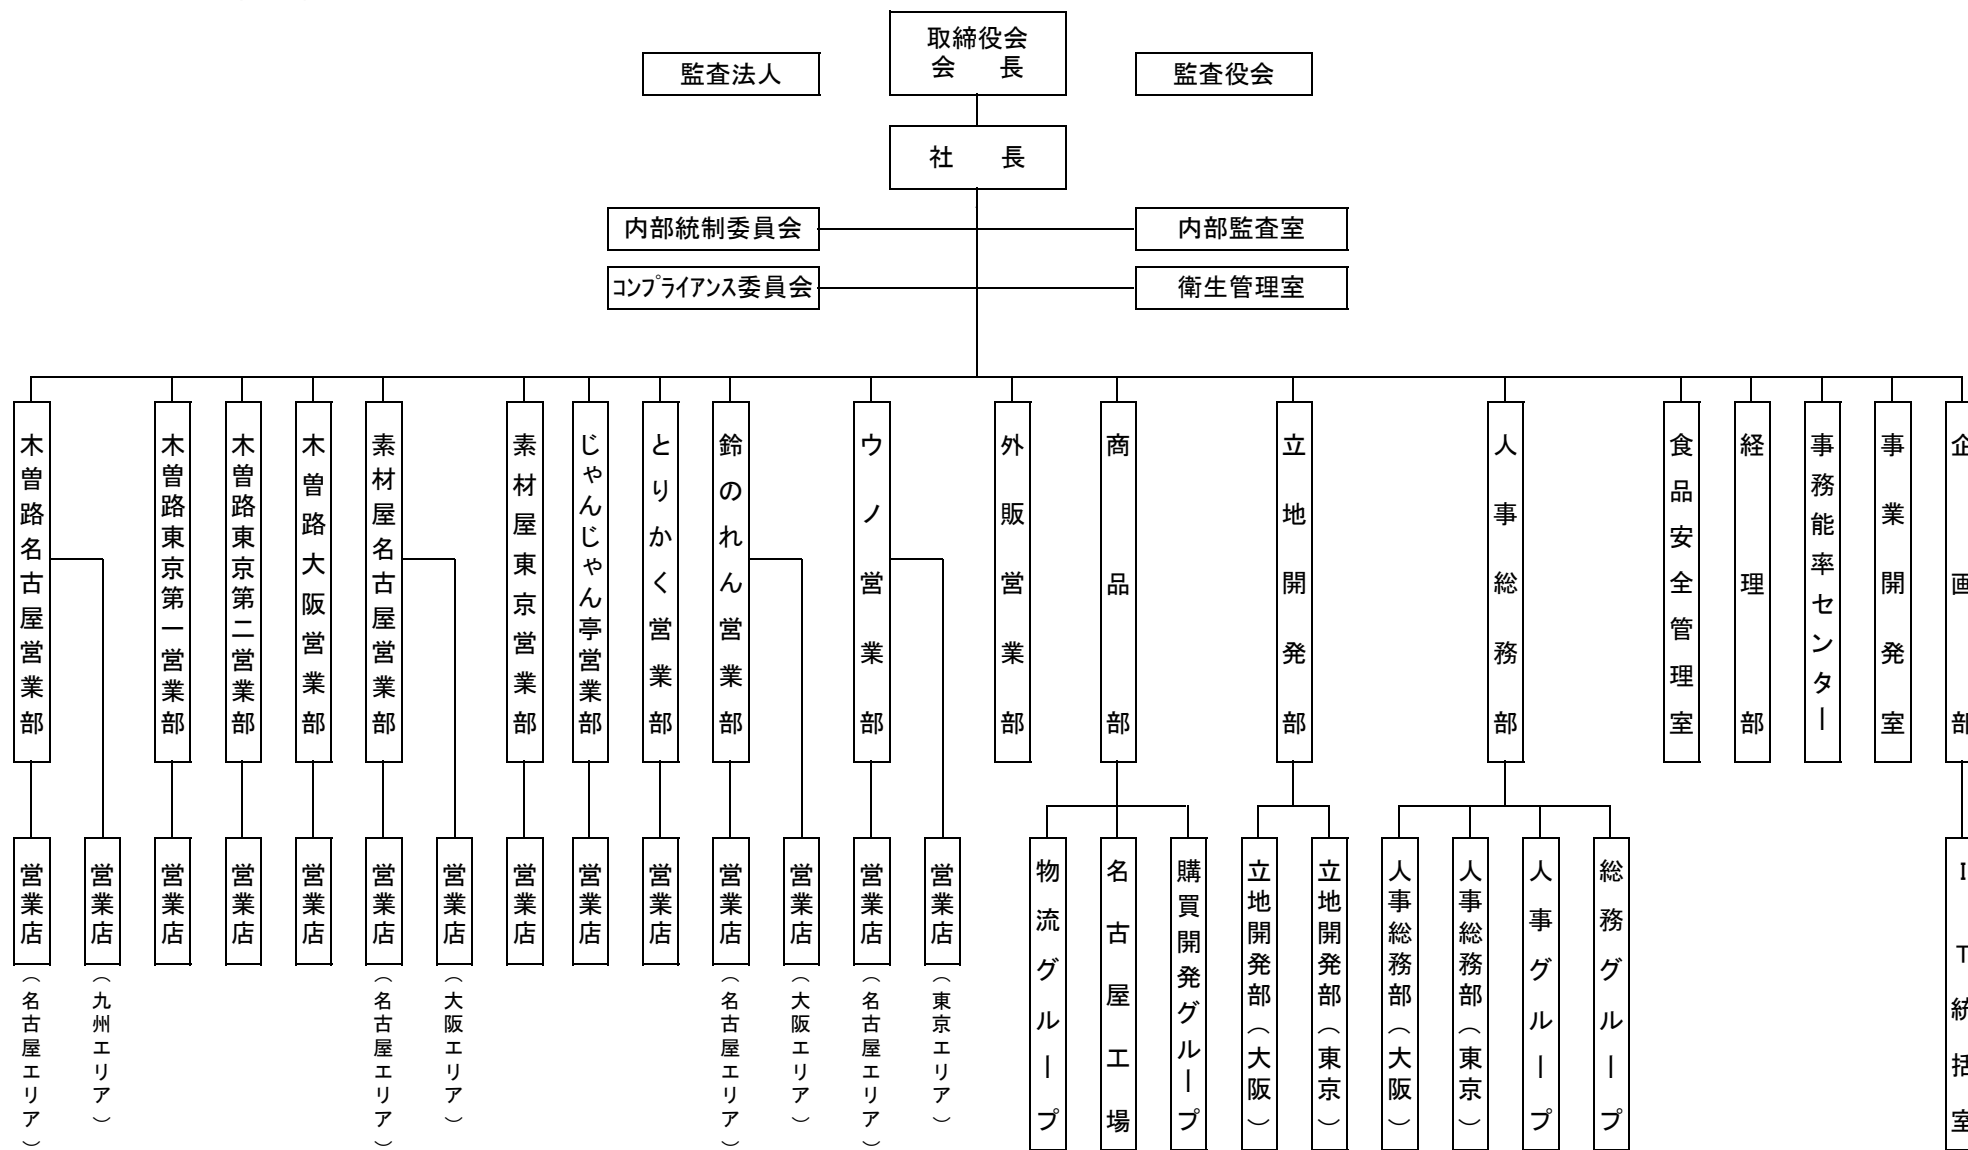 取締役会
会　長
監査法人
監査役会
社　長
内部統制委員会
内部監査室
コンプライアンス委員会
衛生管理室
木曽路名古屋営業部
木曽路東京第一営業部
木曽路東京第二営業部
木曽路大阪営業部
素材屋名古屋営業部
素材屋東京営業部
じゃんじゃん亭営業部
とりかく営業部
鈴のれん営業部
ウノ営業部
外販営業部
商品部
立地開発部
人事総務部
食品安全管理室
経理部
事務能率センター
事業開発室
企画部
営業店
（名古屋エリア）
営業店
（九州エリア）
営業店
営業店
営業店
営業店
（名古屋エリア）
営業店
（大阪エリア）
営業店
営業店
営業店
営業店
（名古屋エリア）
営業店
（大阪エリア）
営業店
（名古屋エリア）
営業店
（東京エリア）
物流グループ
名古屋工場
購買開発グループ
立地開発部（大阪）
立地開発部（東京）
人事総務部（大阪）
人事総務部（東京）
人事グループ
総務グループ
IT統括室